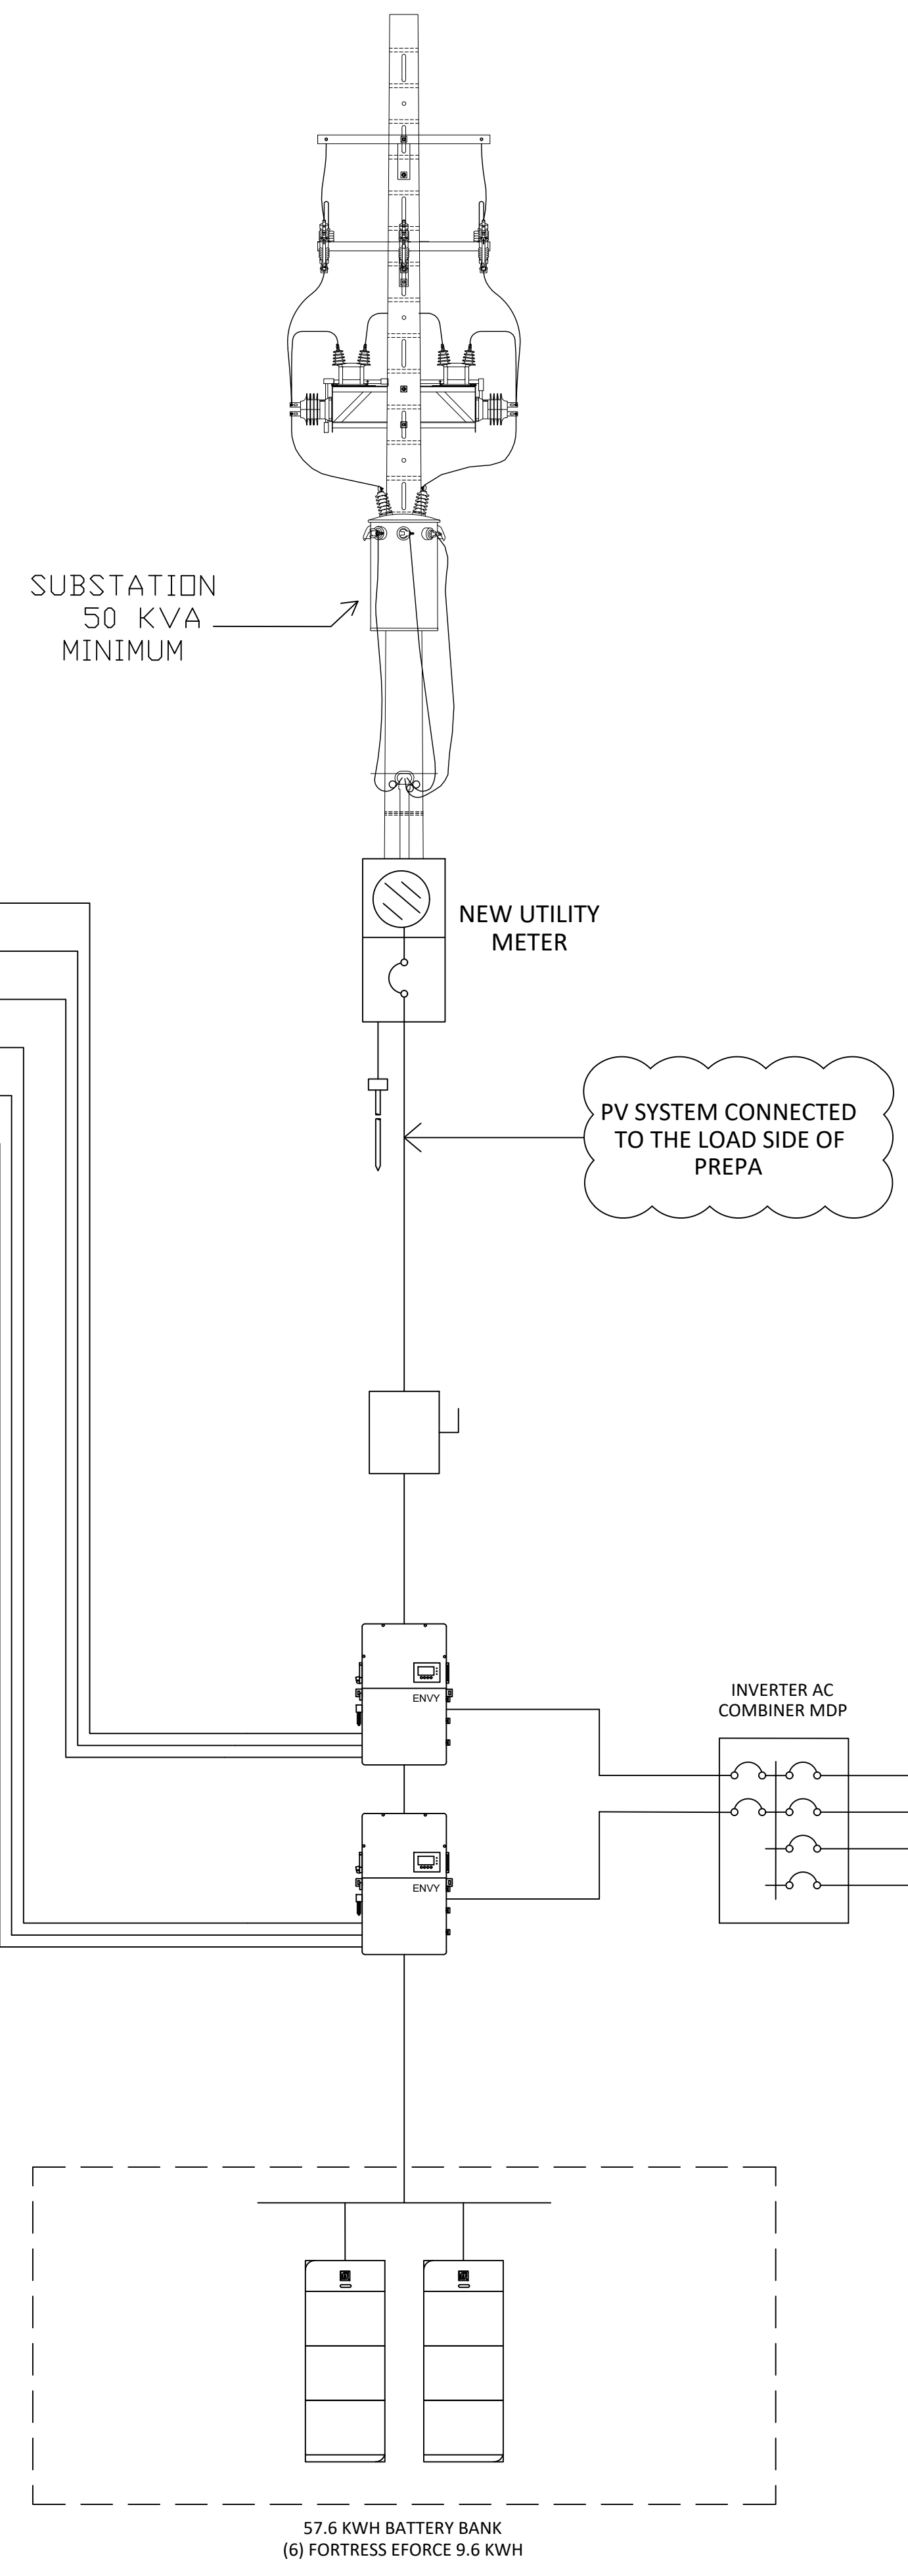 SUBSTATION
50 KVA
MINIMUM
NEW UTILITY
METER
PV SYSTEM CONNECTED
TO THE LOAD SIDE OF
PREPA
ENVY
INVERTER AC
COMBINER MDP
ENVY
57.6 KWH BATTERY BANK
(6) FORTRESS EFORCE 9.6 KWH